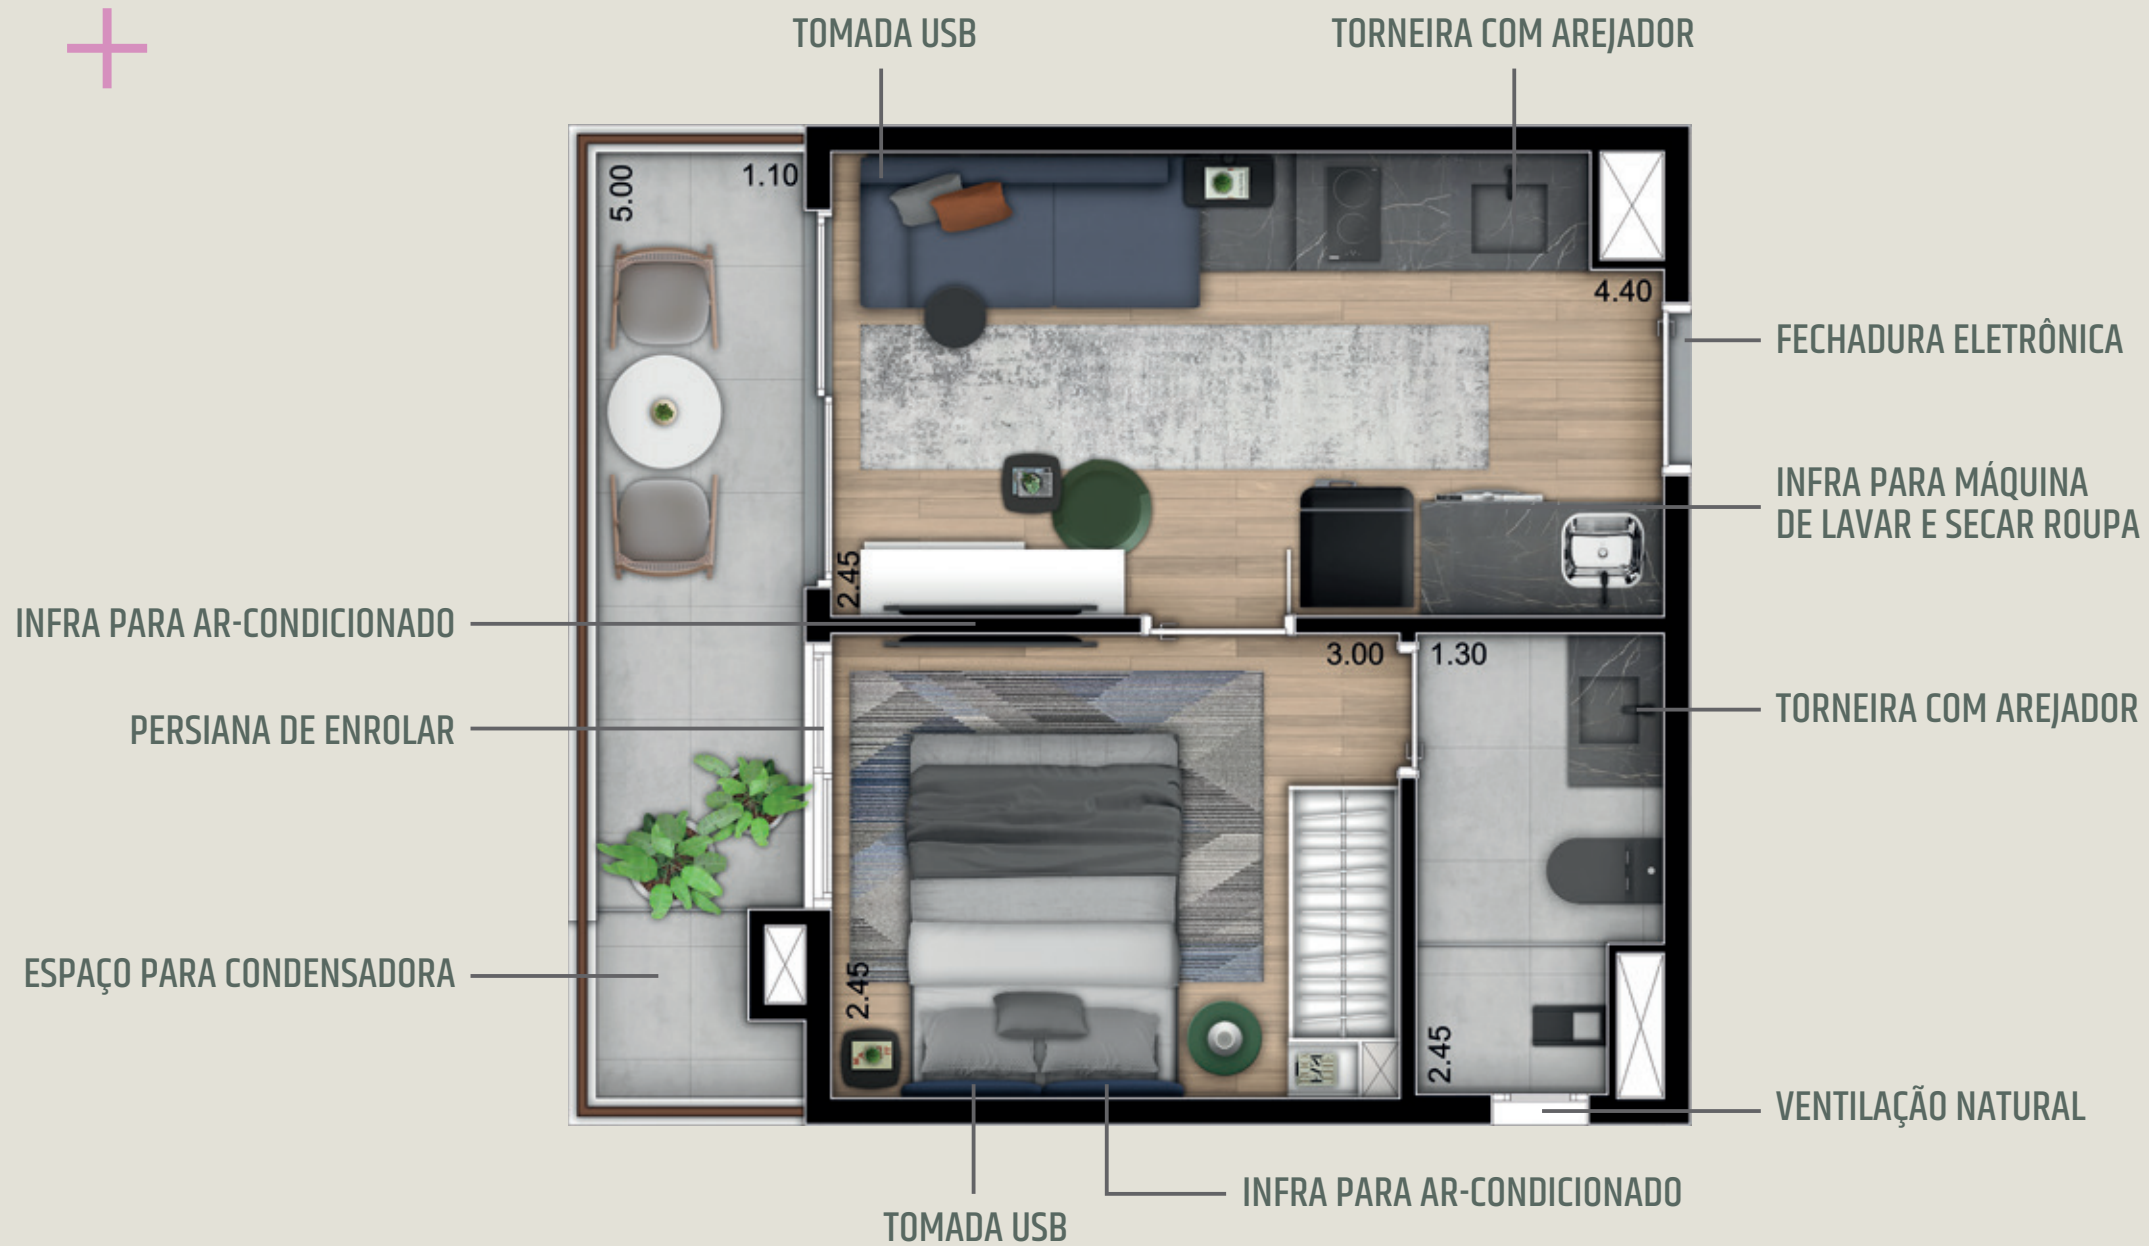 TOMADA USB
TORNEIRA COM AREJADOR
5.00
1.10
4.40
FECHADURA ELETRÔNICA
INFRA PARA MÁQUINA
DE LAVAR E SECAR ROUPA
2.45
INFRA PARA AR-CONDICIONADO
3.00
1.30
PERSIANA DE ENROLAR
TORNEIRA COM AREJADOR
ESPAÇO PARA CONDENSADORA
2.45
2.45
VENTILAÇÃO NATURAL
INFRA PARA AR-CONDICIONADO
TOMADA USB